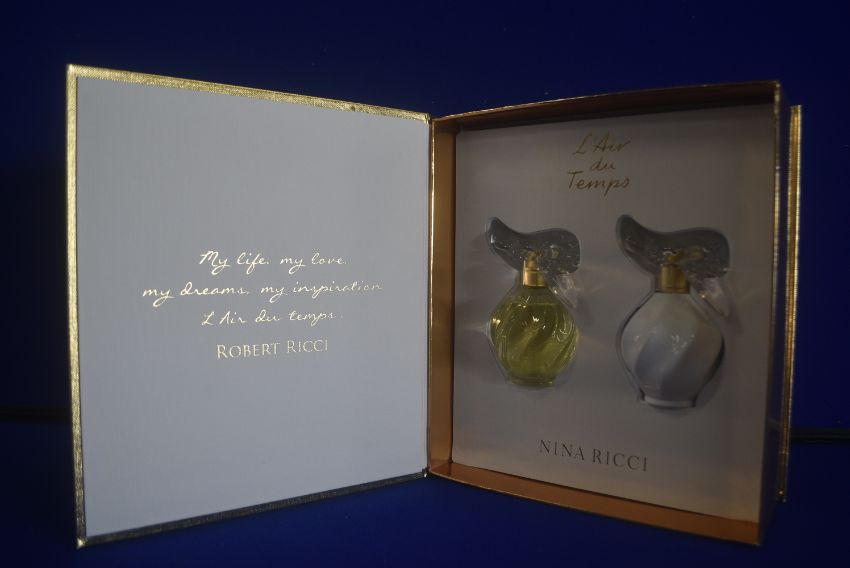 My life, my love,
my dreams, my inspiration
L'Air du temps.
ROBERT RICCI
L'Air
du
Temps
NINA RICCI